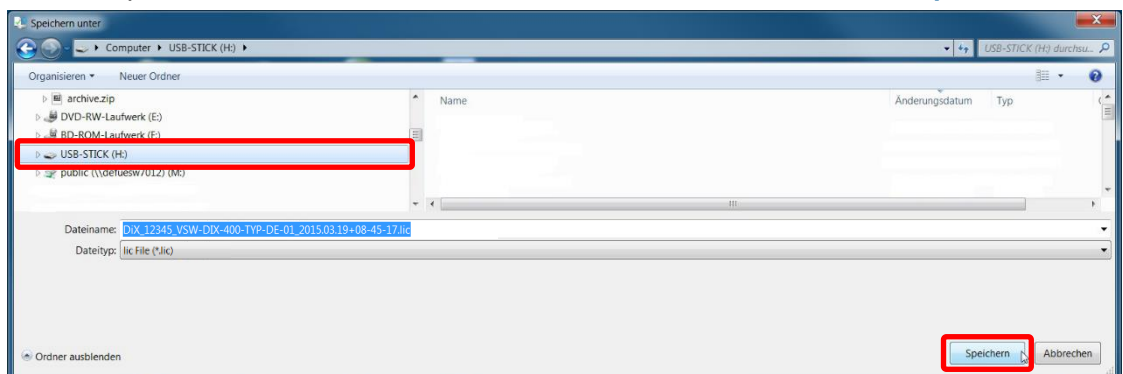 Speichern unter
Computer ▸ USB-STICK (H:) ▸
USB-STICK (H:) durchsu...
Organisieren
Neuer Ordner
archive.zip
DVD-RW-Laufwerk (E:)
BD-ROM-Laufwerk (F:)
USB-STICK (H:)
public (\\defuesw7012) (M:)
Name
Änderungsdatum
Typ
Dateiname: DiX_12345_VSW-DIX-400-TYP-DE-01_2015.03.19+08-45-17.lic
Dateityp: lic File (*.lic)
Ordner ausblenden
Speichern
Abbrechen